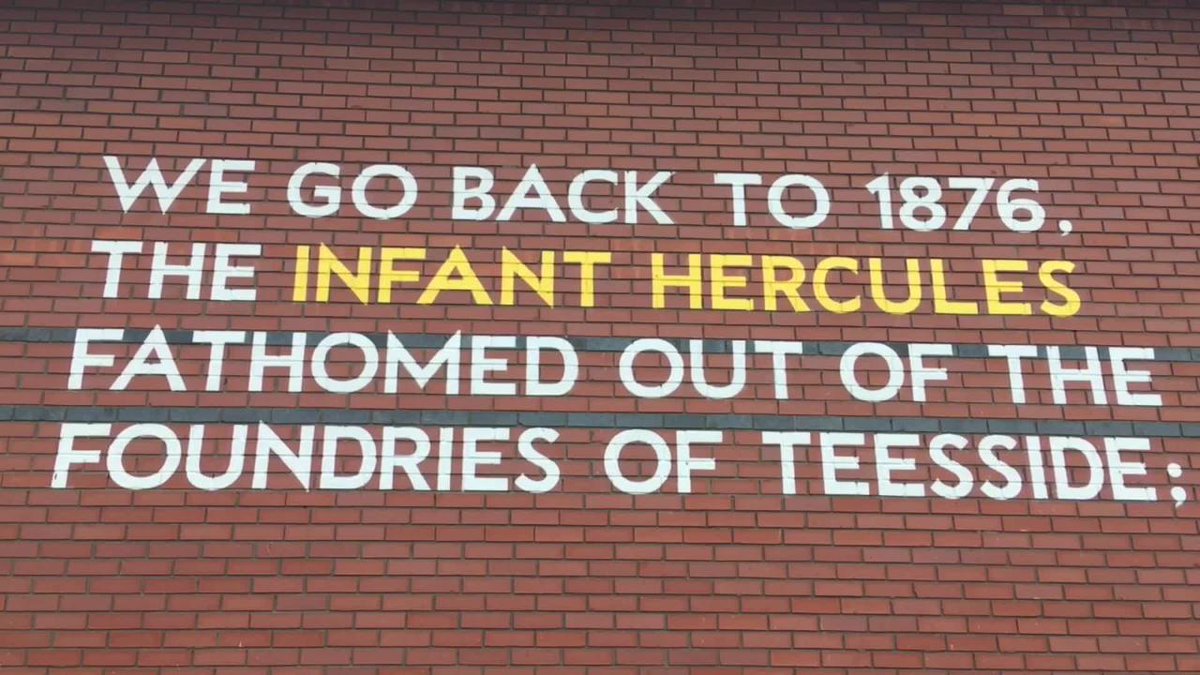 WE GO BACK TO 1876,
THE INFANT HERCULES
FATHOMED OUT OF THE
FOUNDRIES OF TEESSIDE;